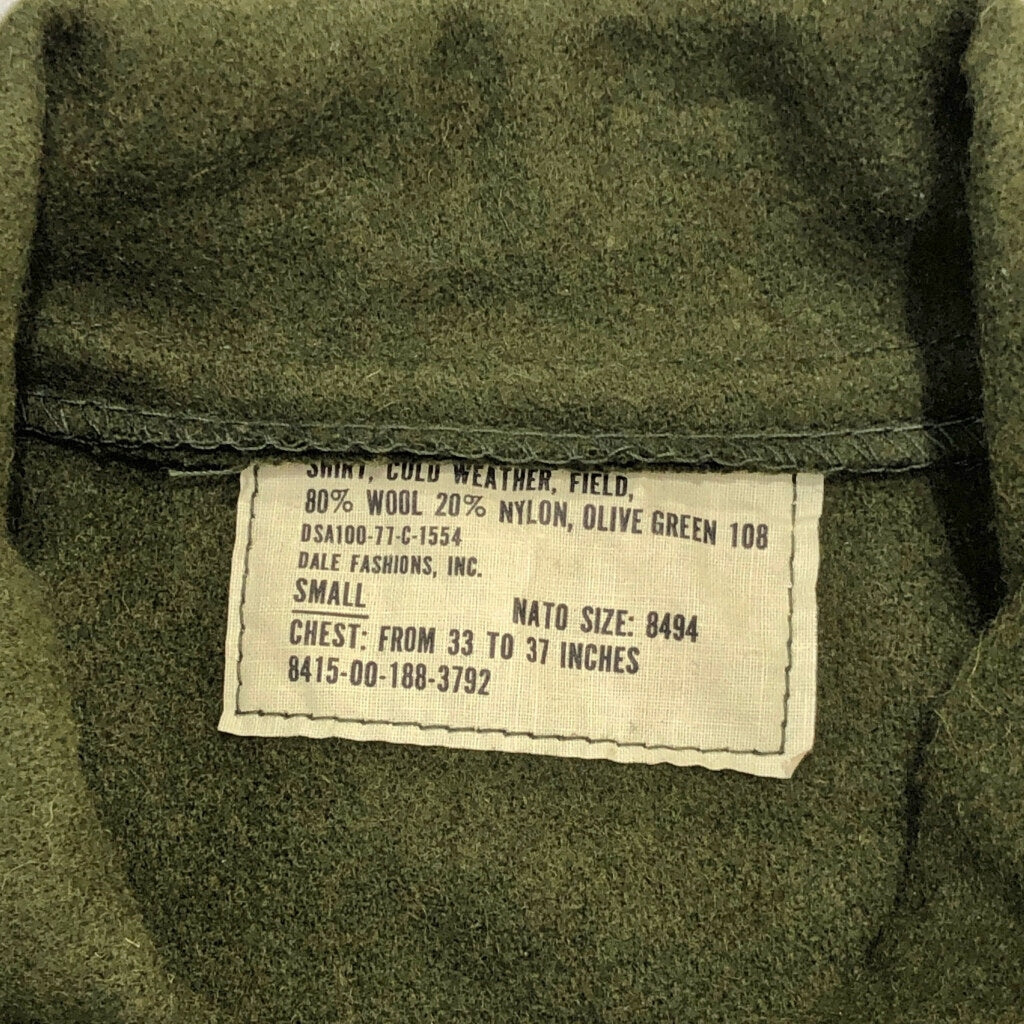 SHIRT, COLD WEATHER, FIELD,
80% WOOL 20% NYLON, OLIVE GREEN 108
DSA100-77-C-1554
DALE FASHIONS, INC.
SMALL
NATO SIZE: 8494
CHEST: FROM 33 TO 37 INCHES
8415-00-188-3792